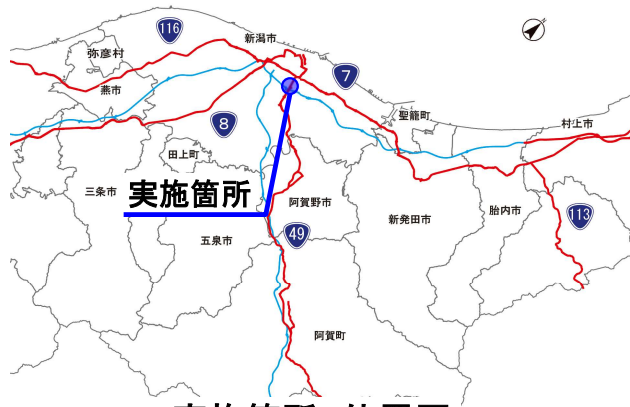 116
新潟市
弥彦村
燕市
7
8
聖籠町
村上市
田上町
三条市
実施箇所
阿賀野市
新発田市
胎内市
113
五泉市
49
阿賀町